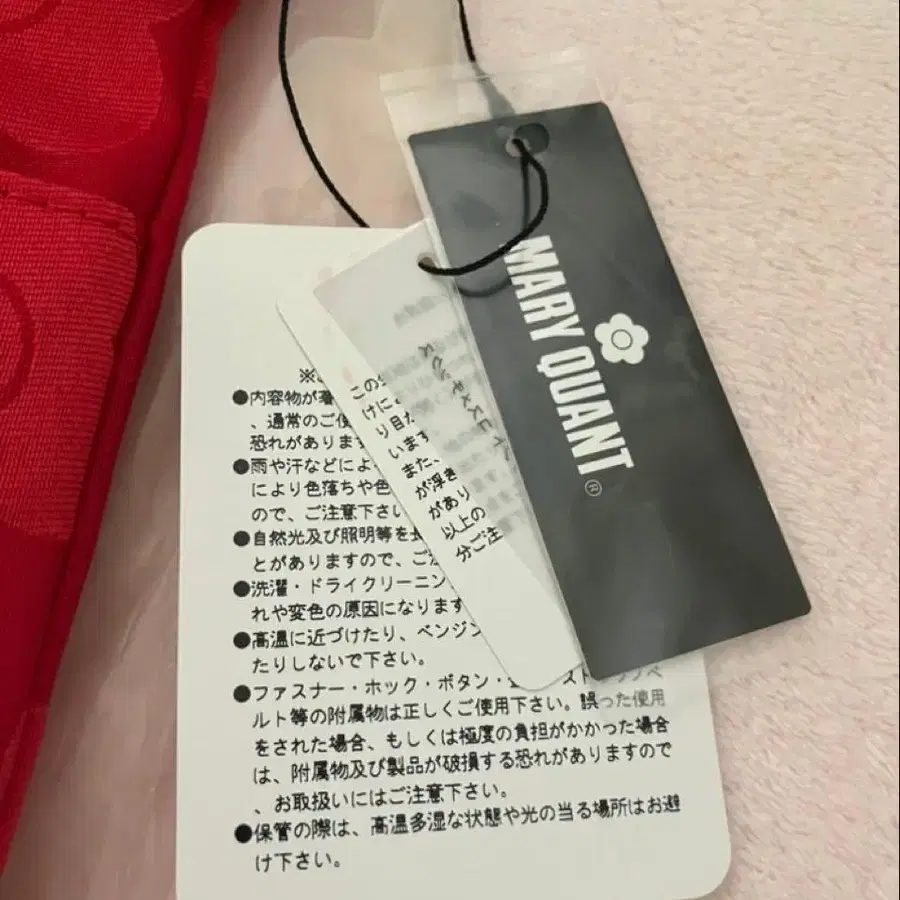 MARY QUANT®
●内容物が著
、通常のご使
恐れがあります
●雨や汗などによ
により色落ちや色
ので、ご注意下さい
●自然光及び照明等を長
とがありますので、ご注
●洗濯・ドライクリーニン
れや変色の原因になります
●高温に近づけたり、ベンジン
たりしないで下さい。
●ファスナー・ホック・ボタン・
ルト等の附属物は正しくご使用下さい。誤った使用
をされた場合、もしくは極度の負担がかかった場合
は、附属物及び製品が破損する恐れがありますので
、お取扱いにはご注意下さい。
●保管の際は、高温多湿な状態や光の当る場所はお避
け下さい。
この
けに
り目が
います
また、
が浮き
があり
以上の
分ご注